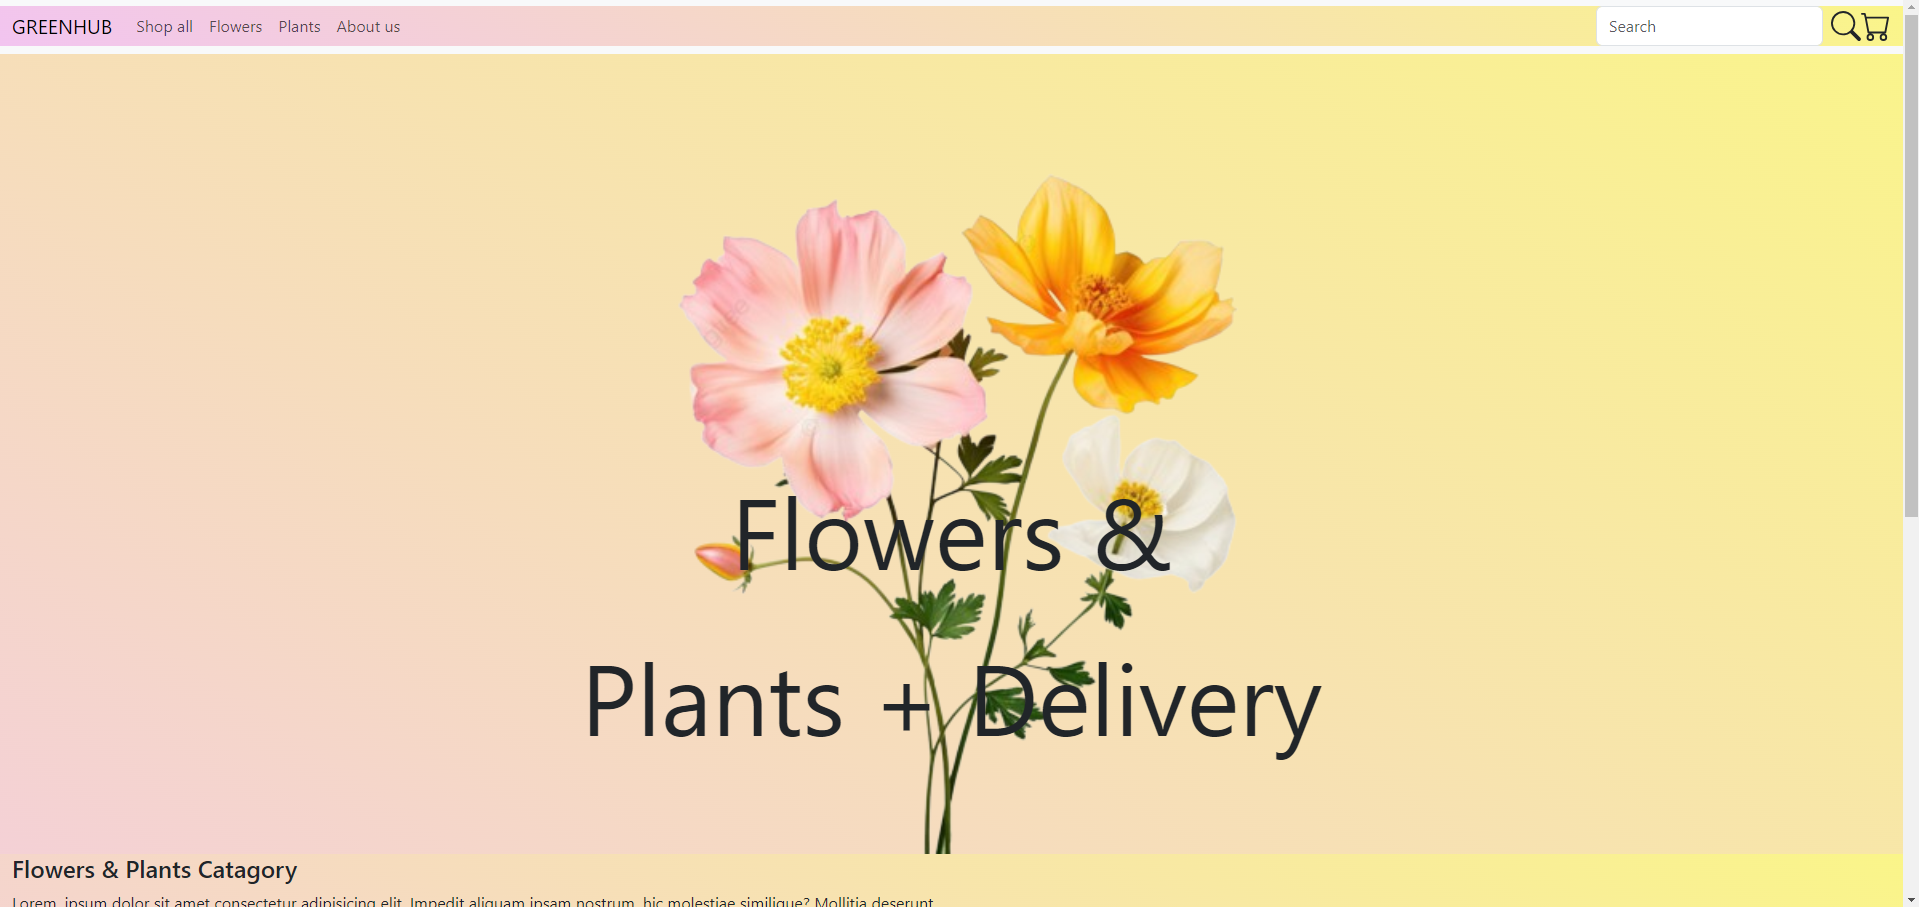 GREENHUB Shop all Flowers Plants About us Search
Flowers &
Plants + Delivery
Flowers & Plants Catagory
Lorem, ipsum dolor sit amet consectetur adipisicing elit. Impedit aliquam ipsam nostrum, hic molestiae similique? Mollitia deserunt